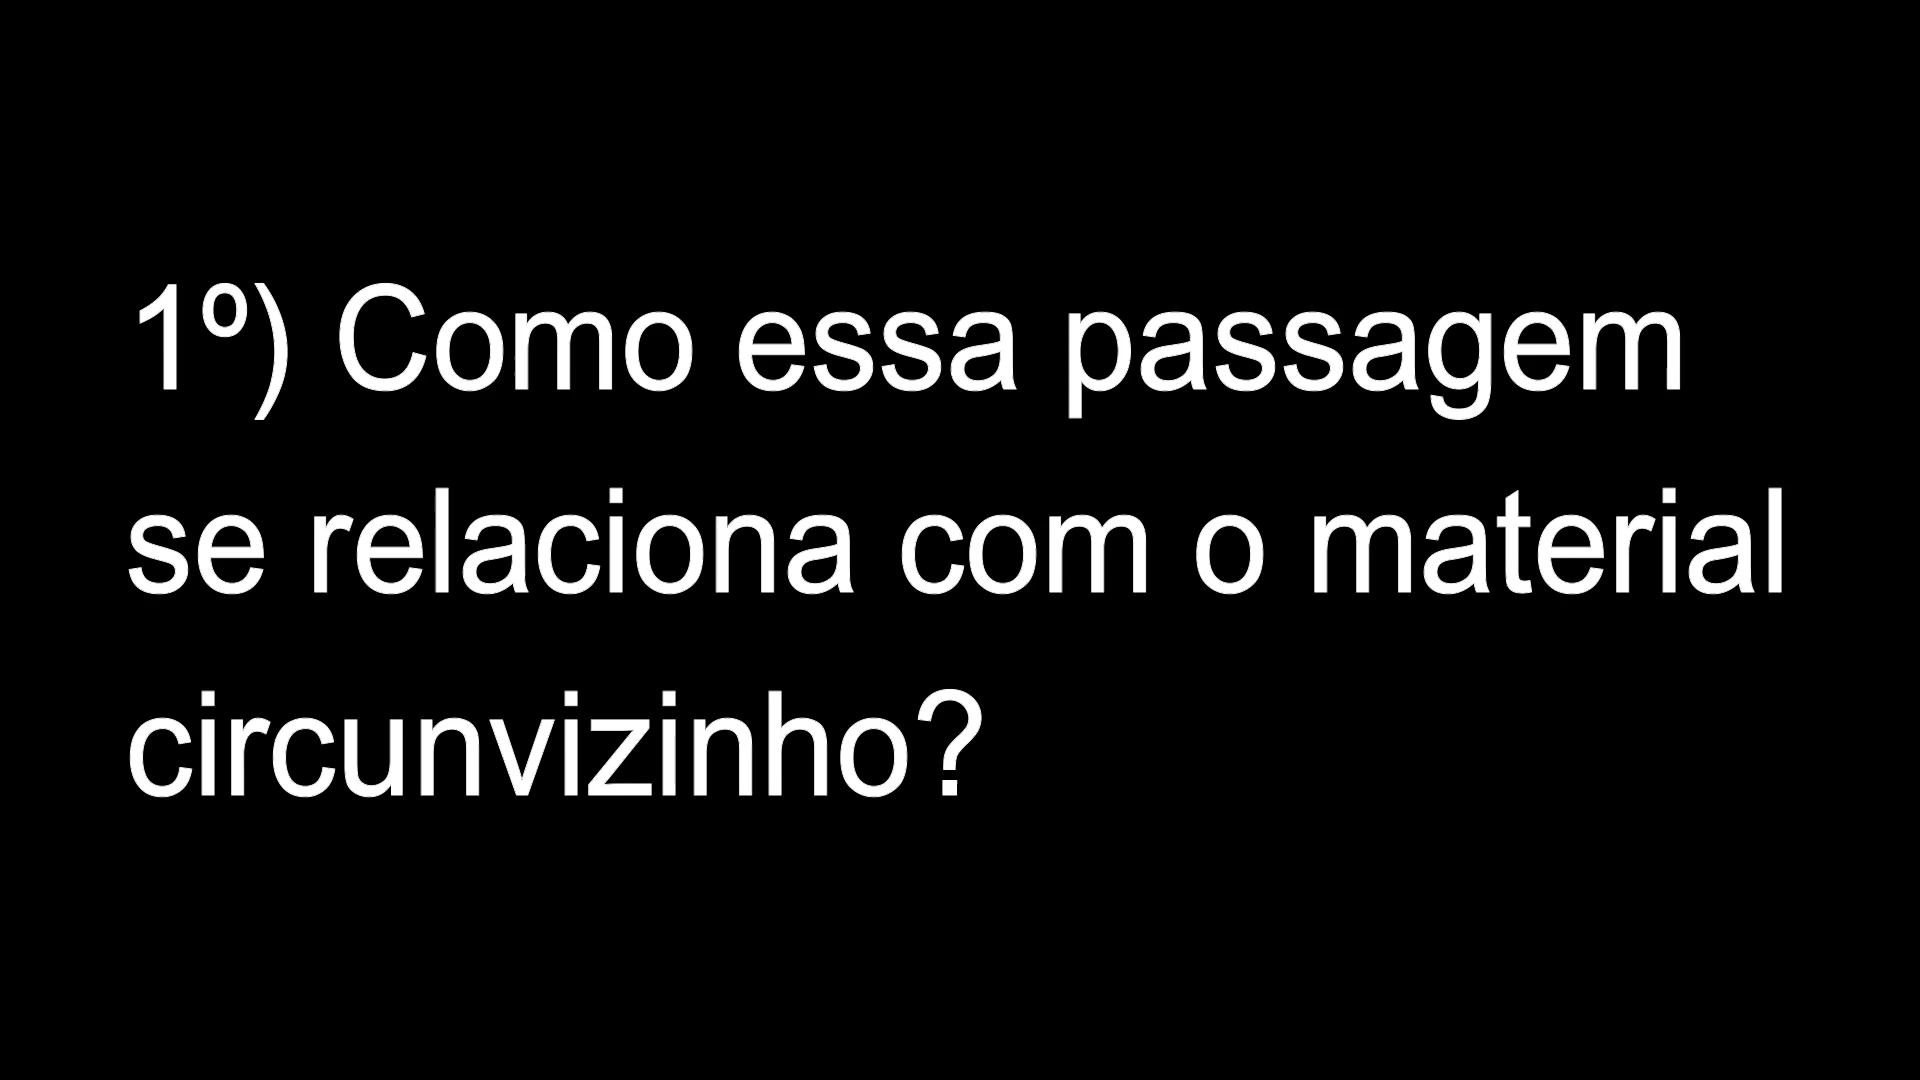 1º) Como essa passagem
se relaciona com o material
circunvizinho?